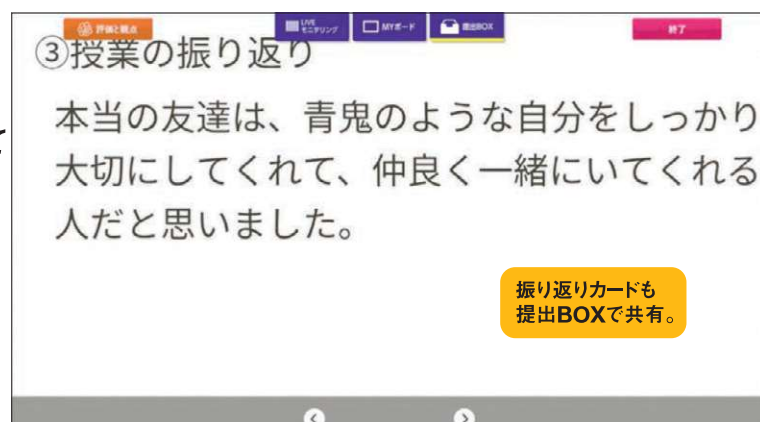 評価と観点
LIVE
モニタリング
MYボード
提出BOX
終了
③授業の振り返り
本当の友達は、青鬼のような自分をしっかり
大切にしてくれて、仲良く一緒にいてくれる
人だと思いました。
振り返りカードも
提出BOXで共有。